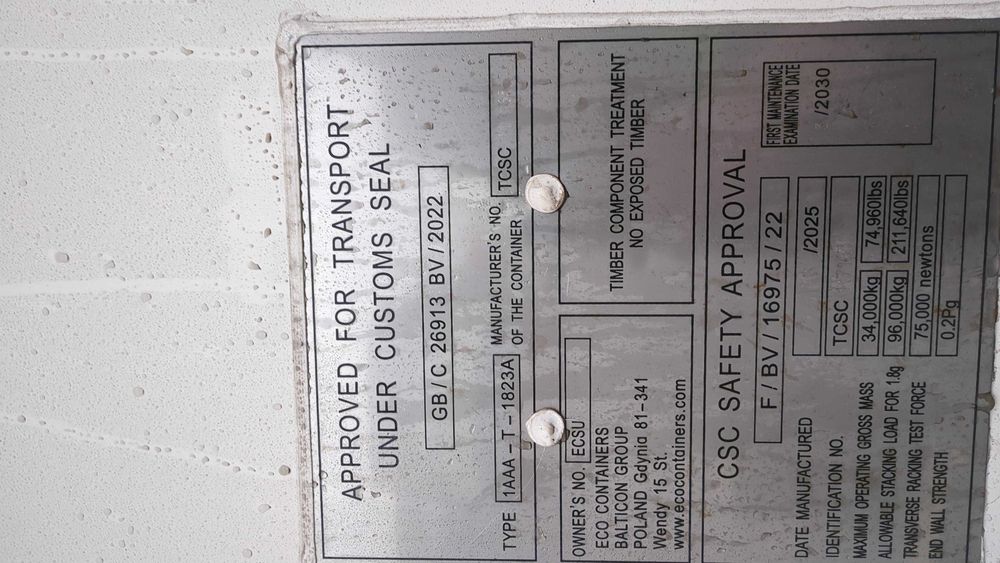 APPROVED FOR TRANSPORT
UNDER CUSTOMS SEAL
GB / C 26913 BV / 2022
TYPE 1AAA – T – 1823A MANUFACTURER'S NO. OF THE CONTAINER TCSC
OWNER'S NO. ECSU
ECO CONTAINERS
BALTICON GROUP
POLAND Gdynia 81–341
Wendy 15 St.
www.ecocontainers.com
TIMBER COMPONENT TREATMENT
NO EXPOSED TIMBER
CSC SAFETY APPROVAL
F / BV / 16975 / 22
FIRST MAINTENANCE
EXAMINATION DATE
/2030
DATE MANUFACTURED /2025
IDENTIFICATION NO. TCSC
MAXIMUM OPERATING GROSS MASS 34,000kg 74,960lbs
ALLOWABLE STACKING LOAD FOR 1.8g 96,000kg 211,640lbs
TRANSVERSE RACKING TEST FORCE 75,000 newtons
END WALL STRENGTH 0.2Pg